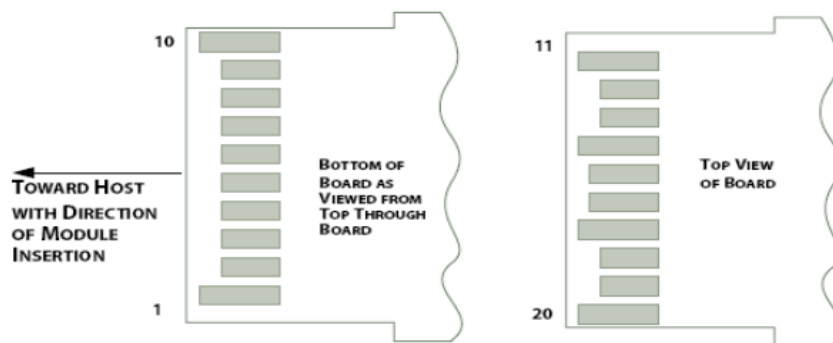 10
BOTTOM OF
BOARD AS
VIEWED FROM
TOP THROUGH
BOARD
TOWARD HOST
WITH DIRECTION
OF MODULE
INSERTION
1
11
TOP VIEW
OF BOARD
20